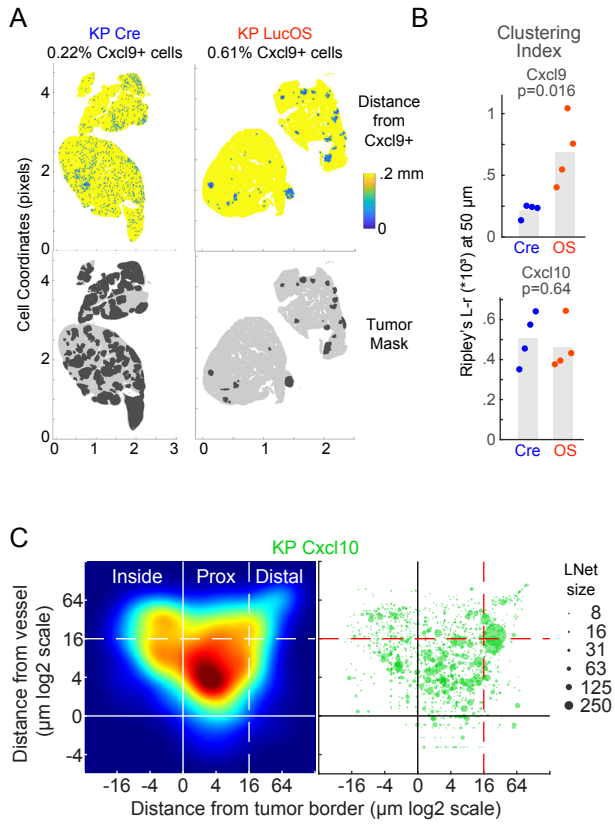 A
KP Cre
0.22% Cxcl9+ cells
KP LucOS
0.61% Cxcl9+ cells
Distance
from
Cxcl9+
.2 mm
0
Cell Coordinates (pixels)
4
2
0
4
2
0
Tumor
Mask
0 1 2 3
0 1 2
B
Clustering
Index
Cxcl9
p=0.016
1
.5
0
Cre OS
Cxcl10
p=0.64
.6
.4
.2
0
Cre OS
Ripley's L-r (*10³) at 50 µm
C
KP Cxcl10
Inside Prox Distal
Distance from vessel
(µm log2 scale)
64
16
4
0
-4
-16 -4 0 4 16 64
-16 -4 0 4 16 64
Distance from tumor border (µm log2 scale)
LNet
size
8
16
31
63
125
250